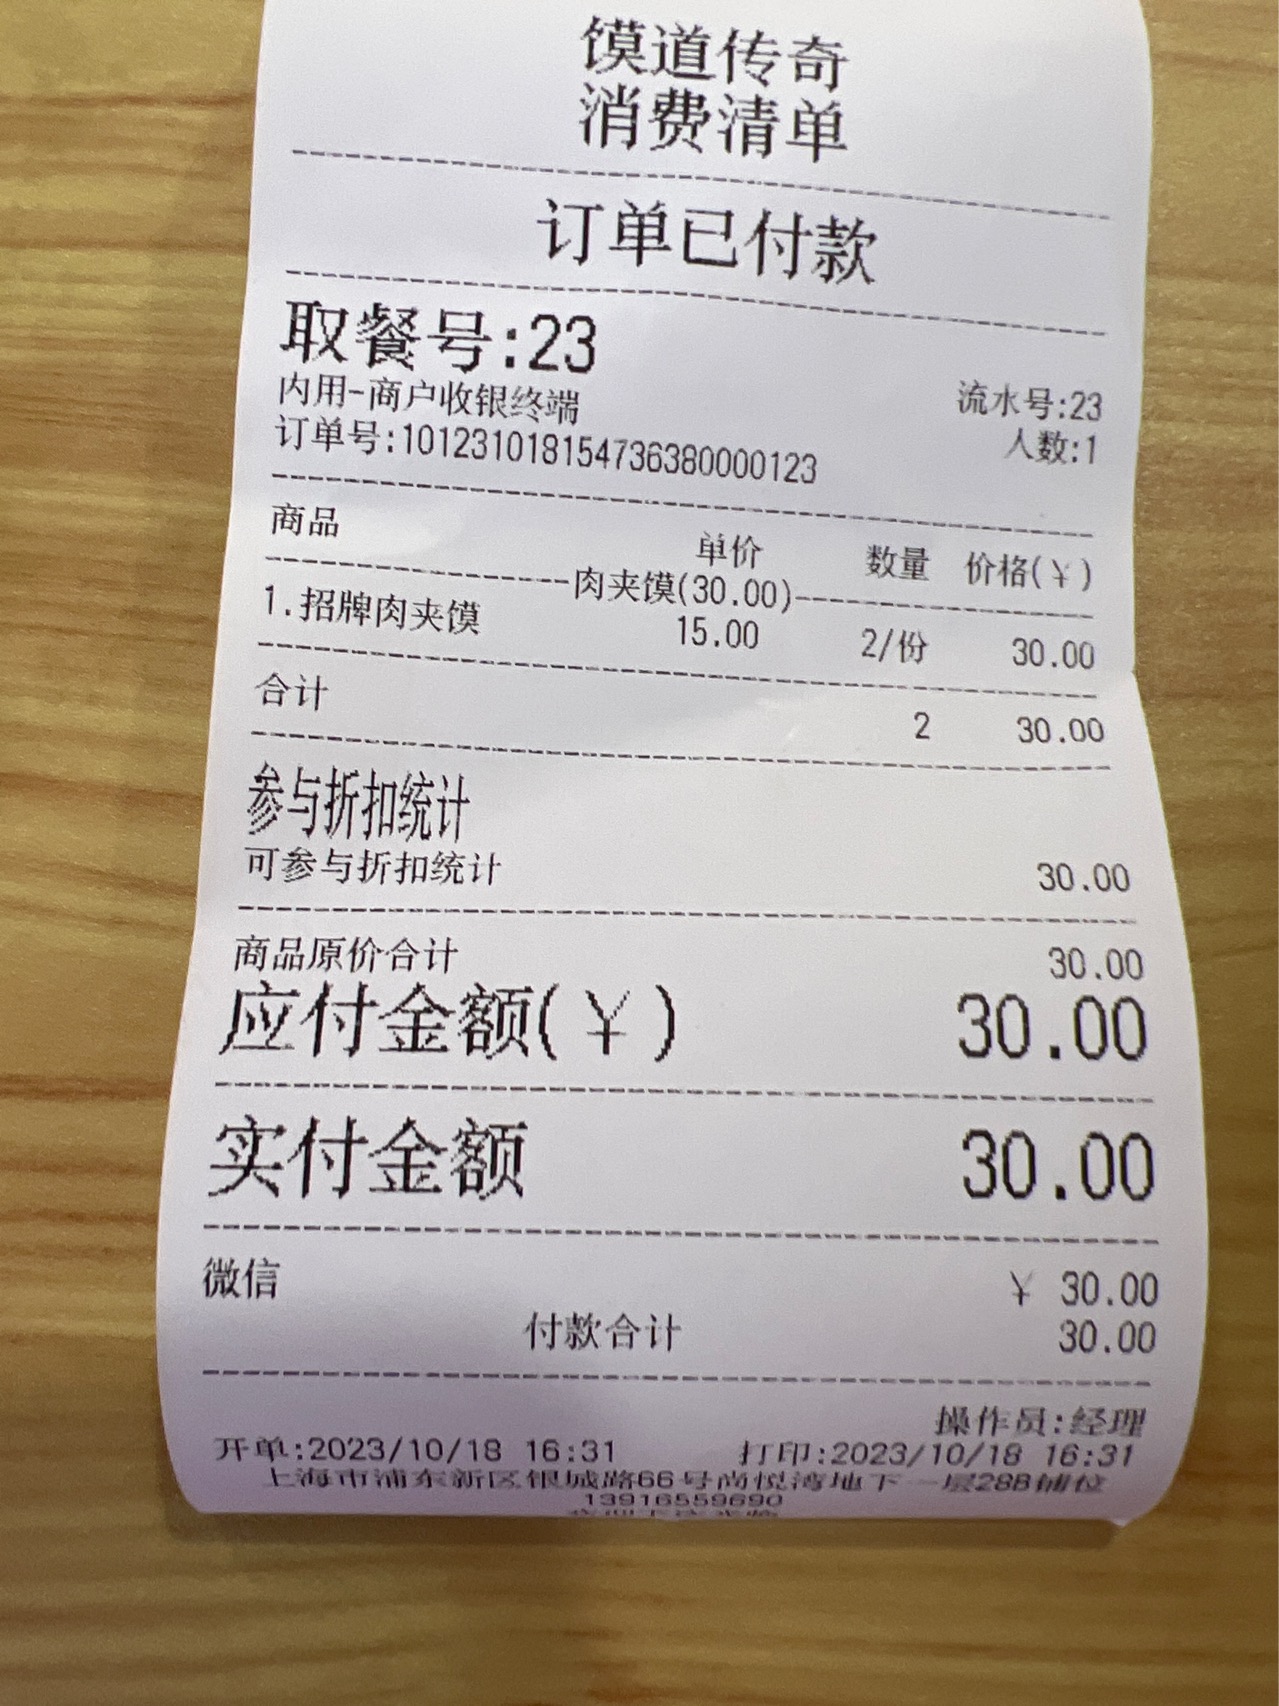 馍道传奇
消费清单
订单已付款
取餐号:23
内用-商户收银终端 流水号:23
订单号:101231018154736380000123 人数:1
商品 单价 数量 价格(¥)
肉夹馍(30.00)
1.招牌肉夹馍 15.00 2/份 30.00
合计 2 30.00
参与折扣统计
可参与折扣统计 30.00
商品原价合计 30.00
应付金额(¥) 30.00
实付金额 30.00
微信 ¥ 30.00
付款合计 30.00
操作员:经理
开单:2023/10/18 16:31 打印:2023/10/18 16:31
上海市浦东新区银城路66号尚悦湾地下一层28B铺位
13916559690